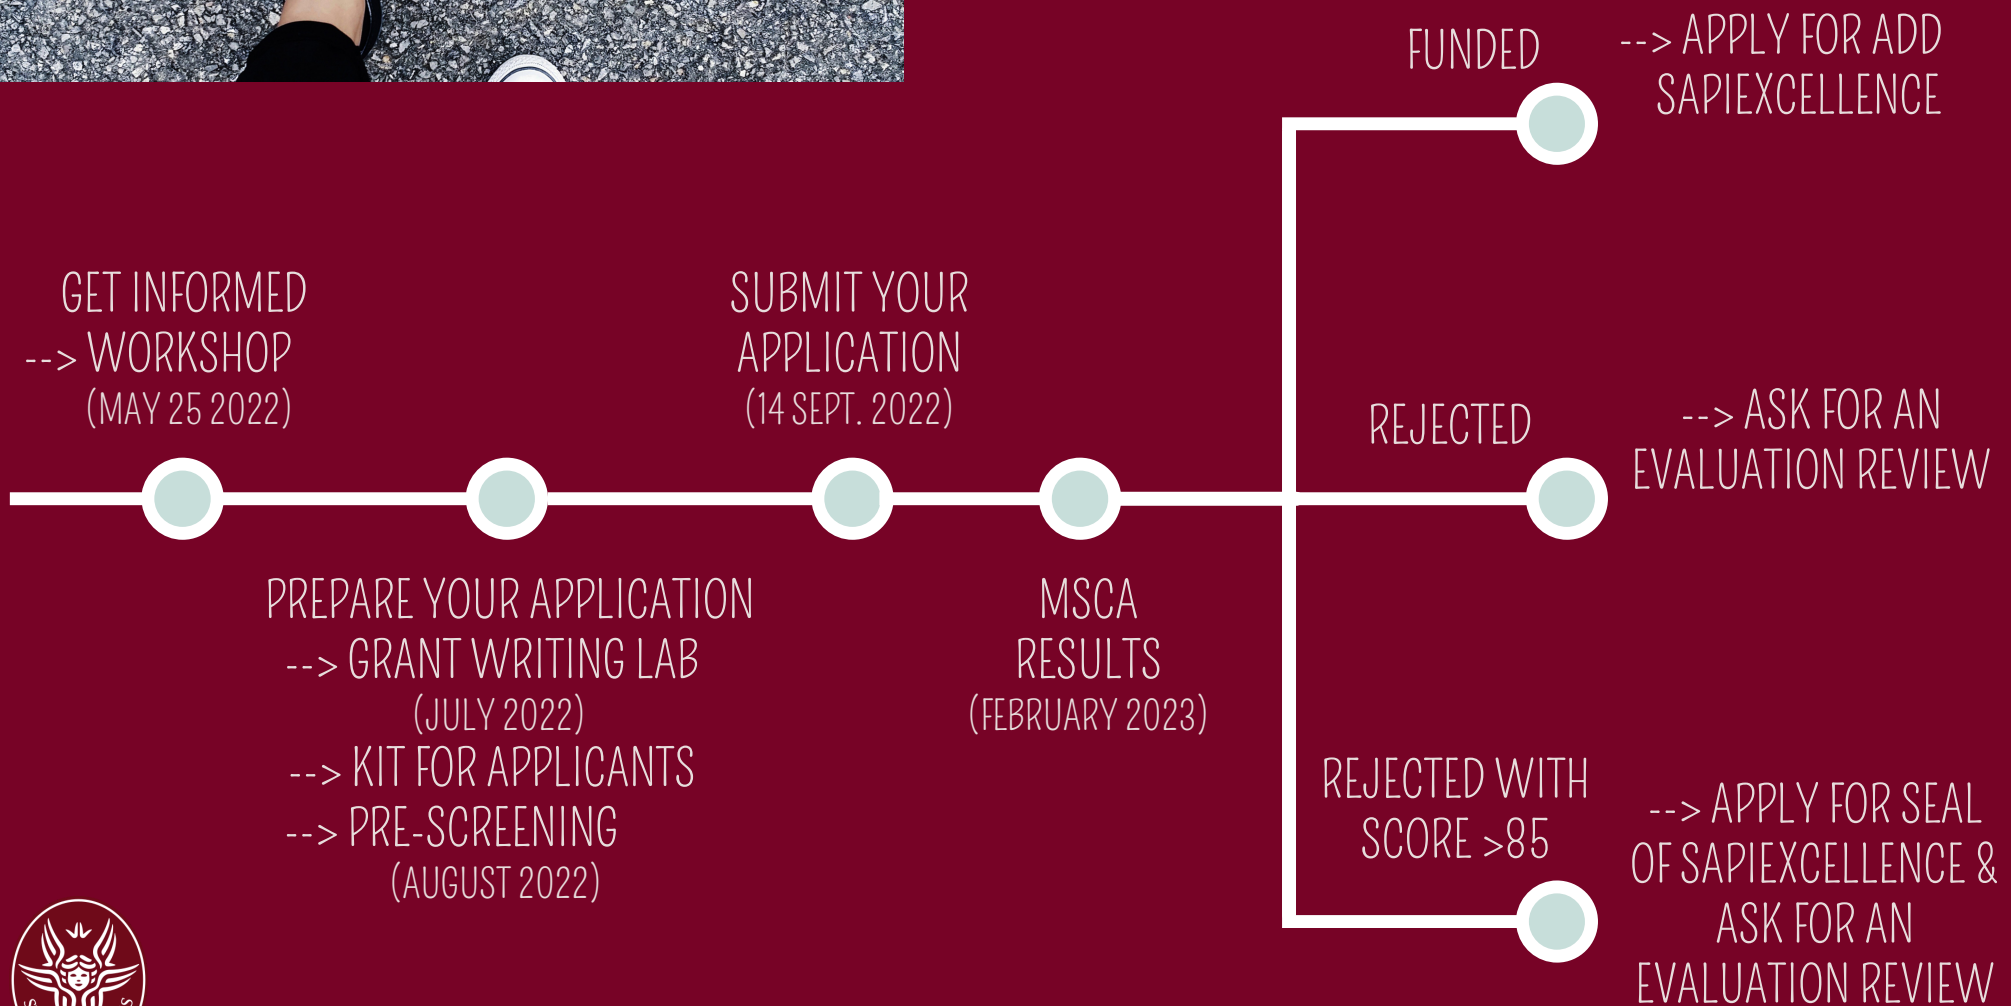 GET INFORMED
--> WORKSHOP
(MAY 25 2022)
PREPARE YOUR APPLICATION
--> GRANT WRITING LAB
(JULY 2022)
--> KIT FOR APPLICANTS
--> PRE-SCREENING
(AUGUST 2022)
SUBMIT YOUR
APPLICATION
(14 SEPT. 2022)
MSCA
RESULTS
(FEBRUARY 2023)
FUNDED
--> APPLY FOR ADD
SAPIEXCELLENCE
REJECTED
--> ASK FOR AN
EVALUATION REVIEW
REJECTED WITH
SCORE >85
--> APPLY FOR SEAL
OF SAPIEXCELLENCE &
ASK FOR AN
EVALUATION REVIEW